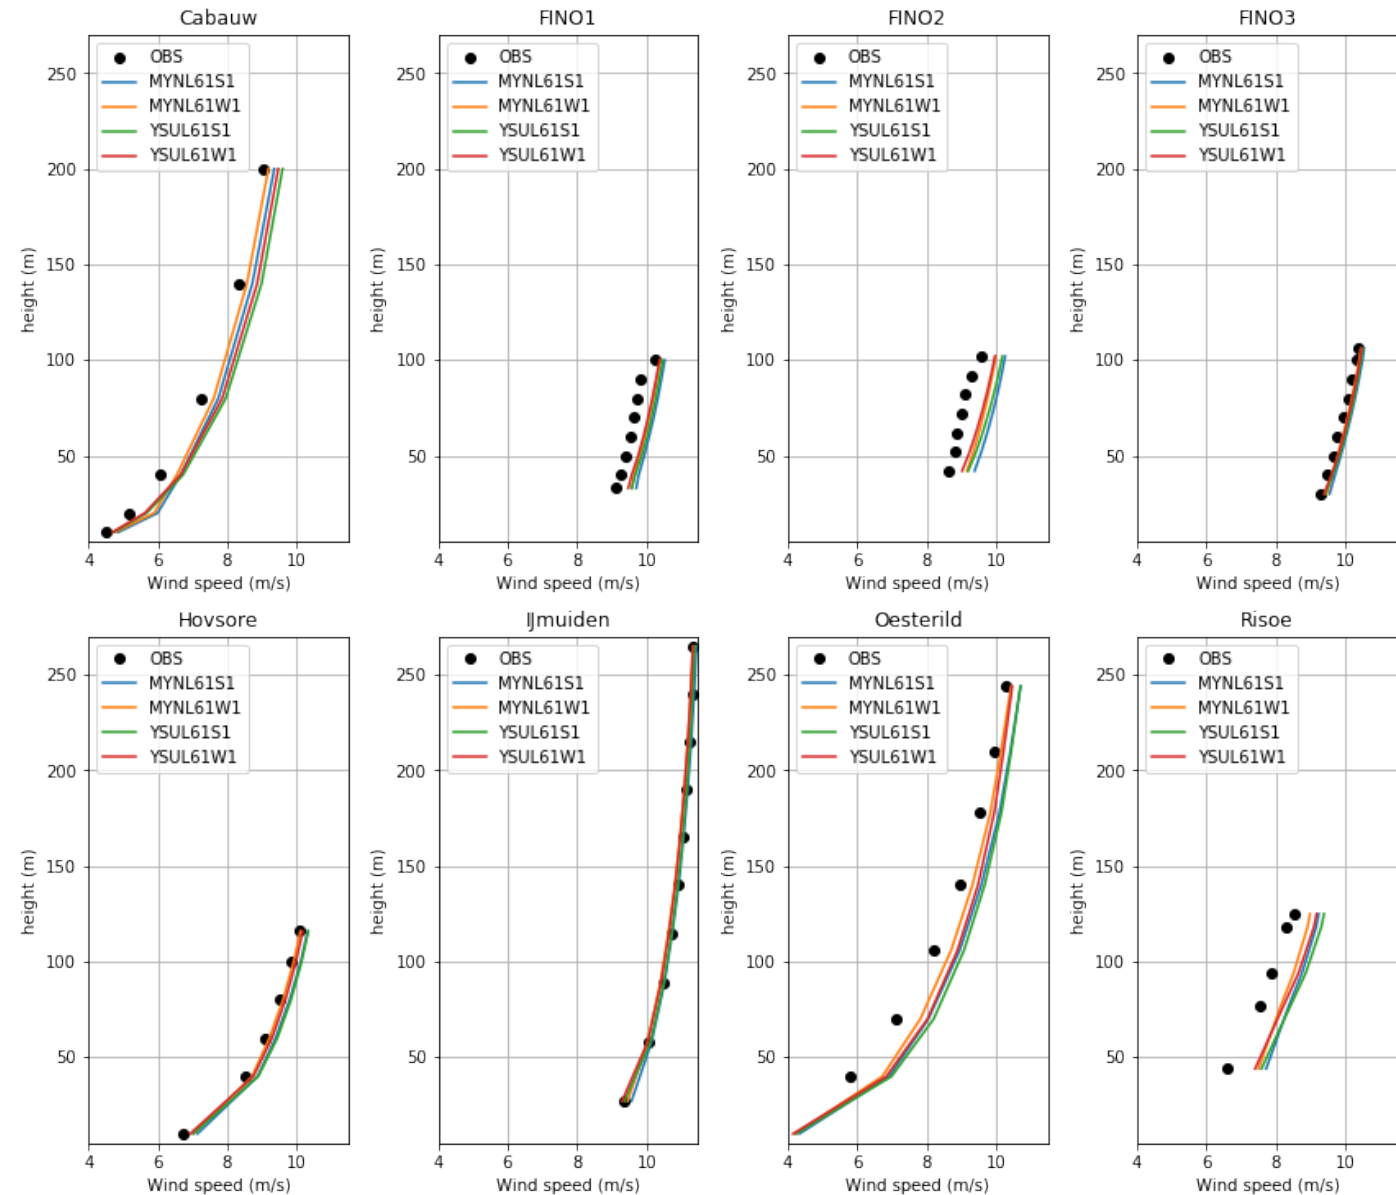 Cabauw
OBS
MYNL61S1
MYNL61W1
YSUL61S1
YSUL61W1
250
200
150
100
50
height (m)
4 6 8 10
Wind speed (m/s)
FINO1
OBS
MYNL61S1
MYNL61W1
YSUL61S1
YSUL61W1
250
200
150
100
50
height (m)
4 6 8 10
Wind speed (m/s)
FINO2
OBS
MYNL61S1
MYNL61W1
YSUL61S1
YSUL61W1
250
200
150
100
50
height (m)
4 6 8 10
Wind speed (m/s)
FINO3
OBS
MYNL61S1
MYNL61W1
YSUL61S1
YSUL61W1
250
200
150
100
50
height (m)
4 6 8 10
Wind speed (m/s)
Hovsore
OBS
MYNL61S1
MYNL61W1
YSUL61S1
YSUL61W1
250
200
150
100
50
height (m)
4 6 8 10
Wind speed (m/s)
IJmuiden
OBS
MYNL61S1
MYNL61W1
YSUL61S1
YSUL61W1
250
200
150
100
50
height (m)
4 6 8 10
Wind speed (m/s)
Oesterild
OBS
MYNL61S1
MYNL61W1
YSUL61S1
YSUL61W1
250
200
150
100
50
height (m)
4 6 8 10
Wind speed (m/s)
Risoe
OBS
MYNL61S1
MYNL61W1
YSUL61S1
YSUL61W1
250
200
150
100
50
height (m)
4 6 8 10
Wind speed (m/s)